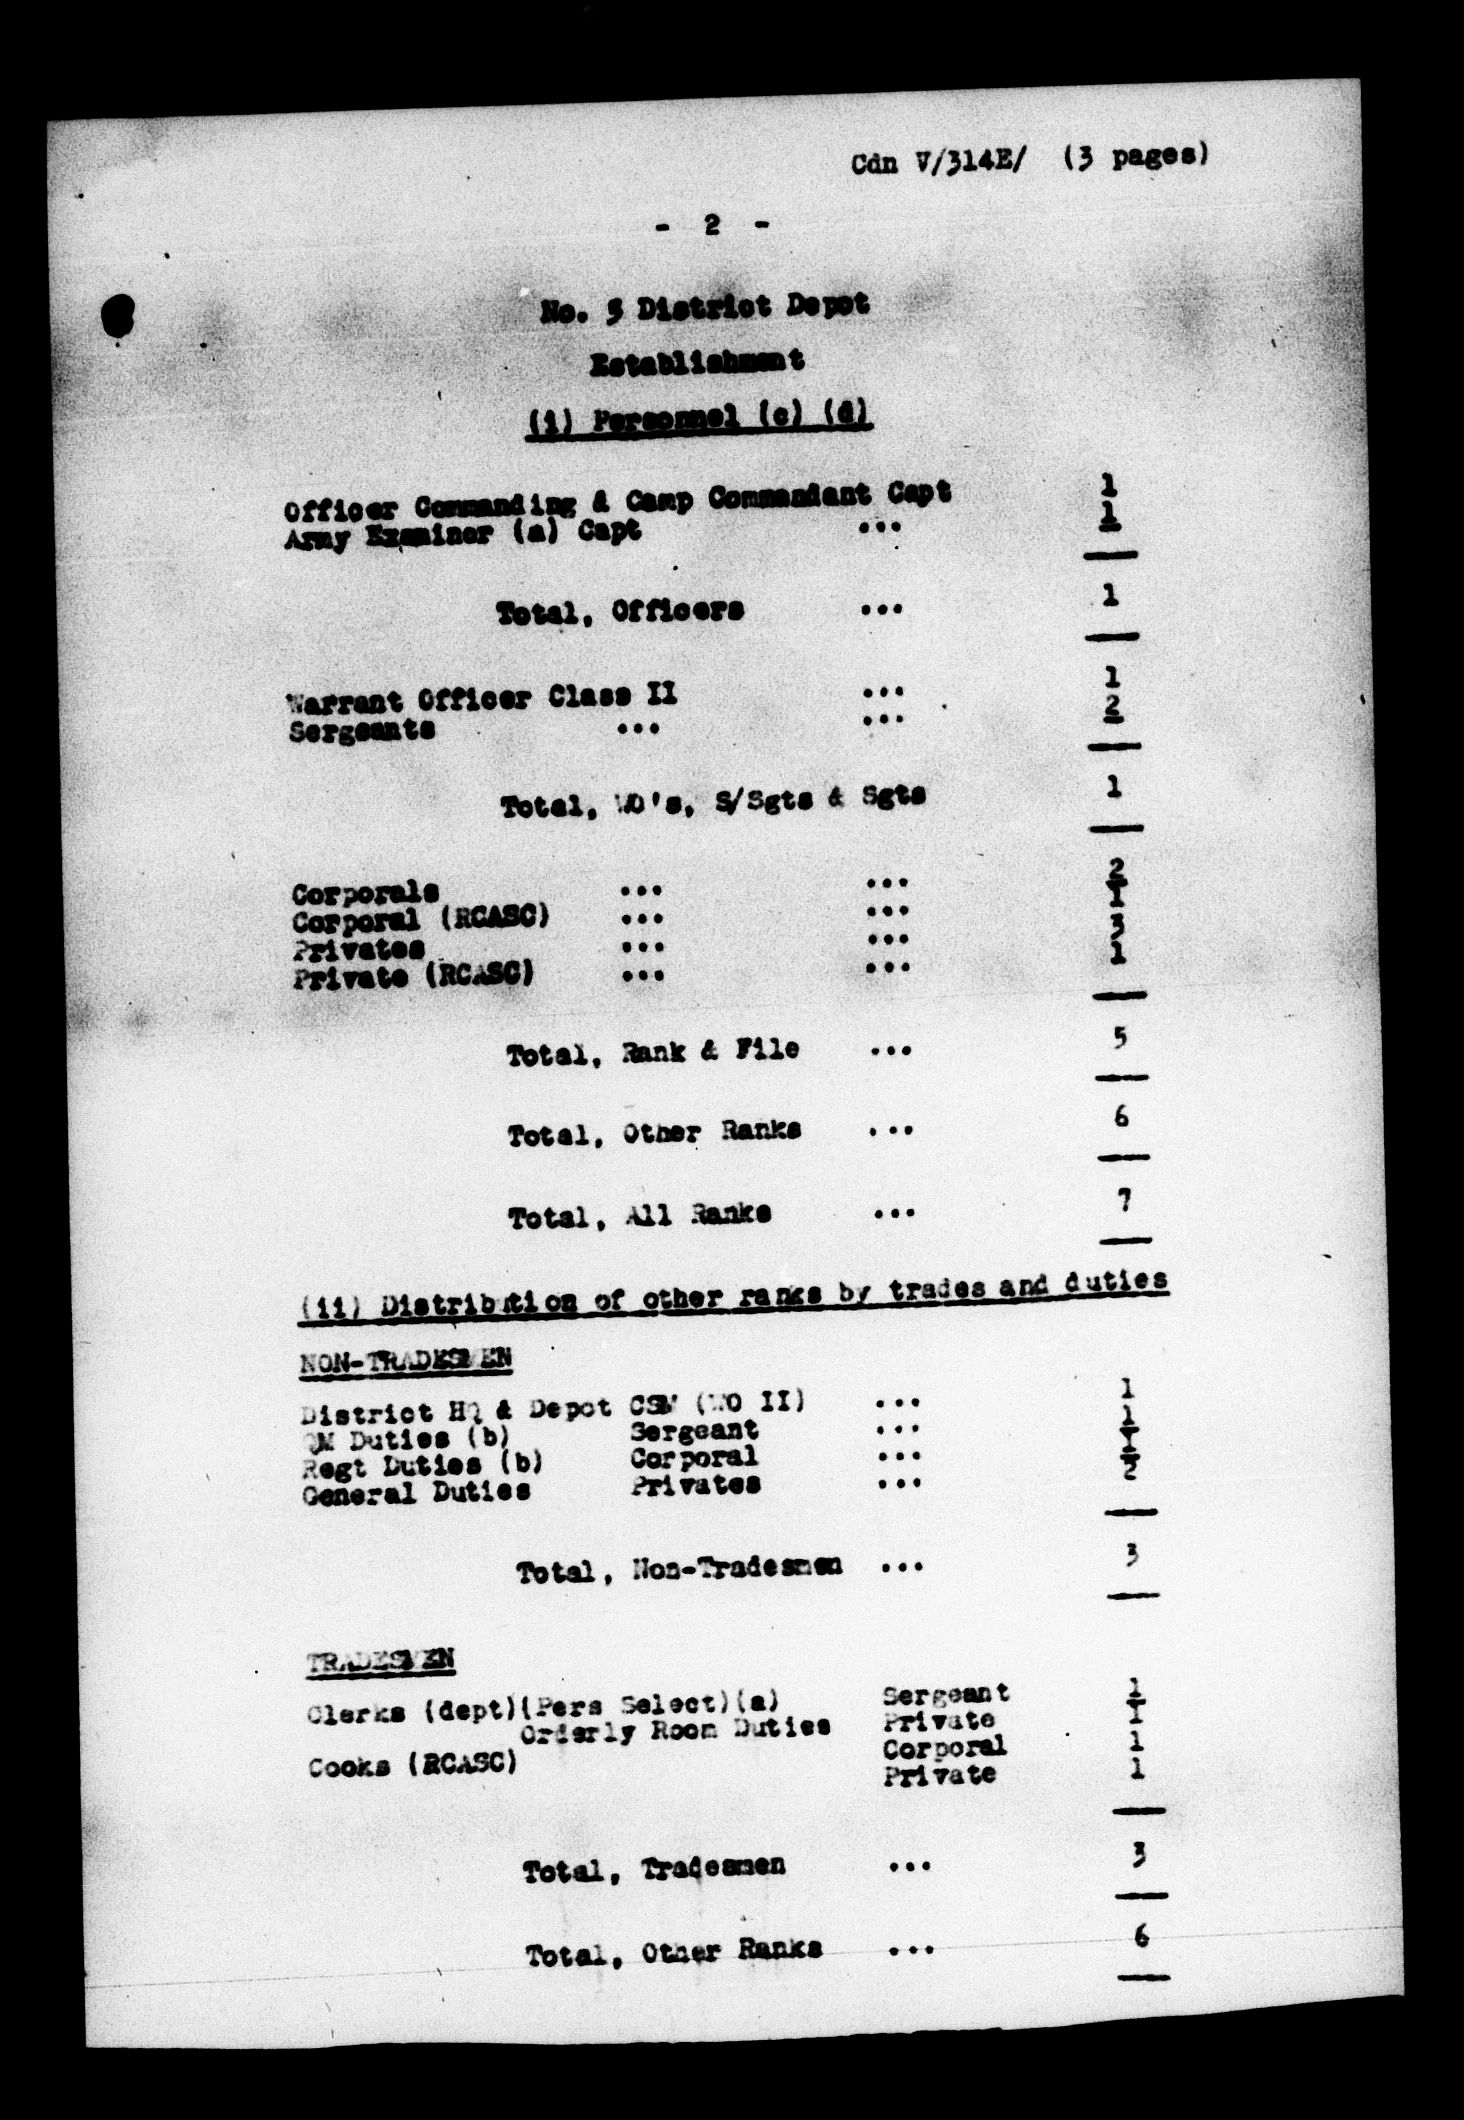 Cdn V/314E/ (3 pages)
- 2 -
No. 5 District Depot
Establishment
(i) Personnel (c) (d)
Officer Commanding & Camp Commandant Capt 1
Army Examiner (a) Capt ... 1
Total, Officers ... 1
Warrant Officer Class II ... 1
Sergeants ... ... 2
Total, WO's, S/Sgts & Sgts 1
Corporals ... ... 2
Corporal (RCASC) ... ... 1
Privates ... ... 3
Private (RCASC) ... ... 1
Total, Rank & File ... 5
Total, Other Ranks ... 6
Total, All Ranks ... 7
(ii) Distribution of other ranks by trades and duties
NON-TRADESMEN
District HQ & Depot CSM (WO II) ... 1
QM Duties (b) Sergeant ... 1
Regt Duties (b) Corporal ... 1
General Duties Privates ... 2
Total, Non-Tradesmen ... 3
TRADESMEN
Clerks (dept)(Pers Select)(a) Sergeant 1
Orderly Room Duties Private 1
Cooks (RCASC) Corporal 1
Private 1
Total, Tradesmen ... 3
Total, Other Ranks ... 6